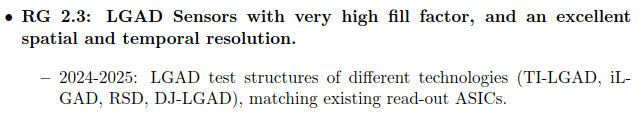 • RG 2.3: LGAD Sensors with very high fill factor, and an excellent
spatial and temporal resolution.
– 2024-2025: LGAD test structures of different technologies (TI-LGAD, iL-
GAD, RSD, DJ-LGAD), matching existing read-out ASICs.